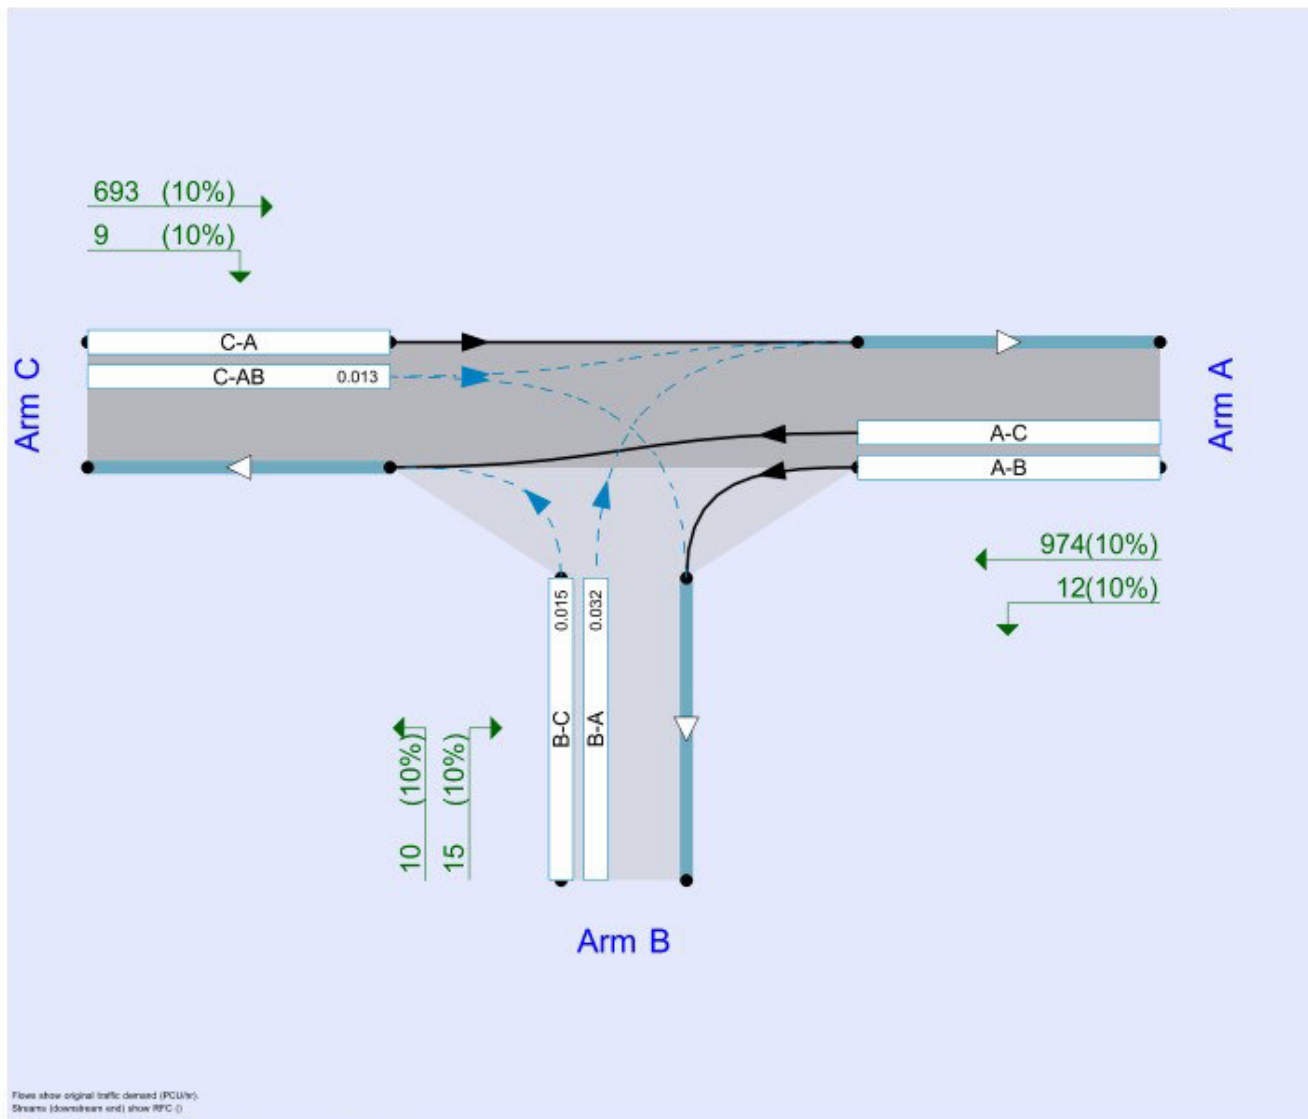 693 (10%)
9 (10%)
C-A
C-AB 0.013
Arm C
Arm A
A-C
A-B
974(10%)
12(10%)
0.015
0.032
B-C
B-A
10 (10%)
15 (10%)
Arm B
Flows show original traffic demand (PCU/hr).
Streams (downstream end) show RFC ()